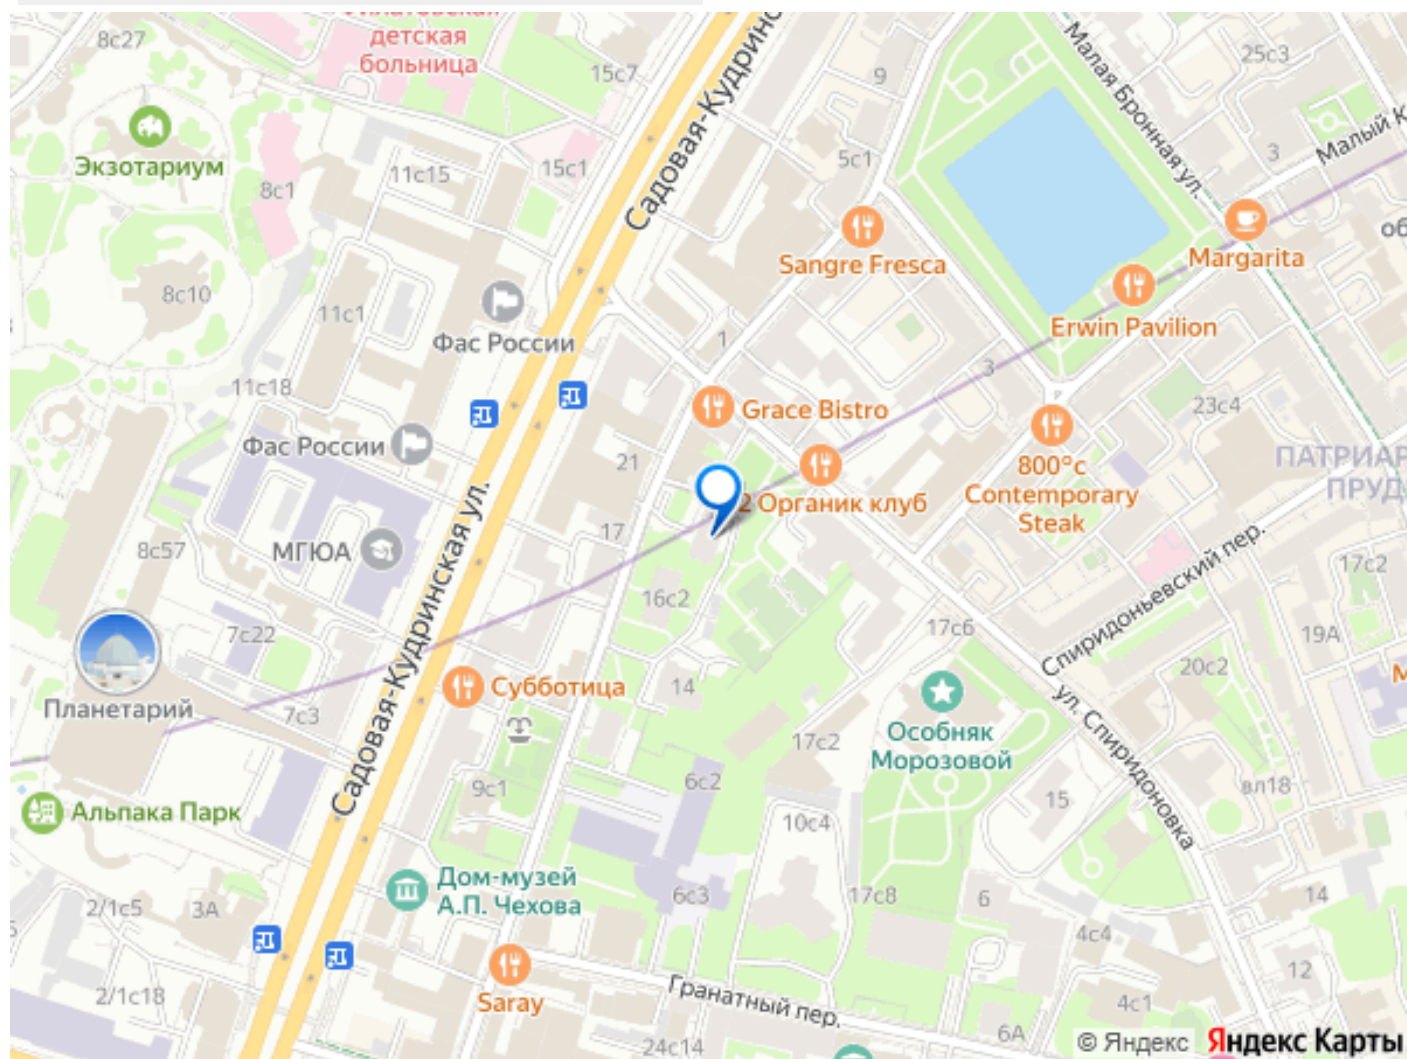 детская
больница
8с27
15с7
Садовая-Кудринс
9
Малая Бронная ул.
25с3
Экзотариум
8с1
11с15
15с1
5с1
3
Малый К
Sangre Fresca
Margarita
об
8с10
11с1
Фас России
1
Erwin Pavilion
3
11с18
Grace Bistro
23с4
Фас России
21
800°с
Contemporary
Steak
ПАТРИАР
ПРУД
2 Органик клуб
Садовая-Кудринская ул.
8с57
МГЮА
17
16с2
17с2
Спиридоньевский пер.
7с22
17с6
19А
20с2
Планетарий
7с3
Субботица
14
Особняк
Морозовой
ул. Спиридоновка
М
17с2
9с1
6с2
вл18
15
Альпака Парк
10с4
Дом-музей
А.П. Чехова
2/1с5
3А
6с3
17с8
6
14
4с4
12
2/1с18
Saray
Гранатный пер.
4с1
6А
24с14
© Яндекс Яндекс Карты